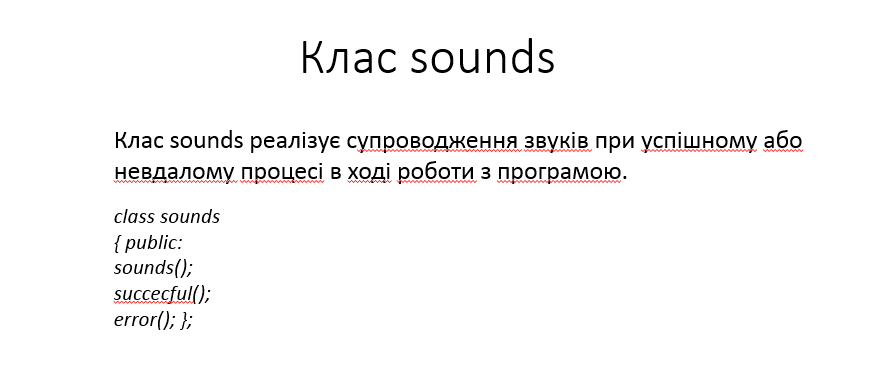 Клас sounds
Клас sounds реалізує супроводження звуків при успішному або
невдалому процесі в ході роботи з програмою.
class sounds
{ public:
sounds();
succecful();
error(); };